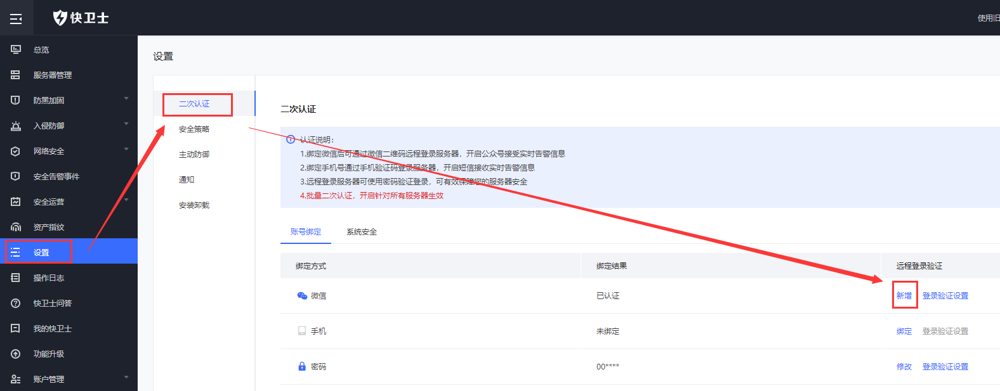 快卫士
使用旧
总览
服务器管理
防黑加固
入侵防御
网络安全
安全告警事件
安全运营
资产指纹
设置
操作日志
快卫士问答
我的快卫士
功能升级
账户管理
设置
二次认证
安全策略
主动防御
通知
安装卸载
二次认证
认证说明：
1.绑定微信后可通过微信二维码远程登录服务器，开启公众号接受实时告警信息
2.绑定手机号通过手机验证码登录服务器，开启短信接收实时告警信息
3.远程登录服务器可使用密码验证登录，可有效保障您的服务器安全
4.批量二次认证，开启针对所有服务器生效
账号绑定 系统安全
绑定方式 绑定结果 远程登录验证
微信 已认证 新增 登录验证设置
手机 未绑定 绑定 登录验证设置
密码 00**** 修改 登录验证设置